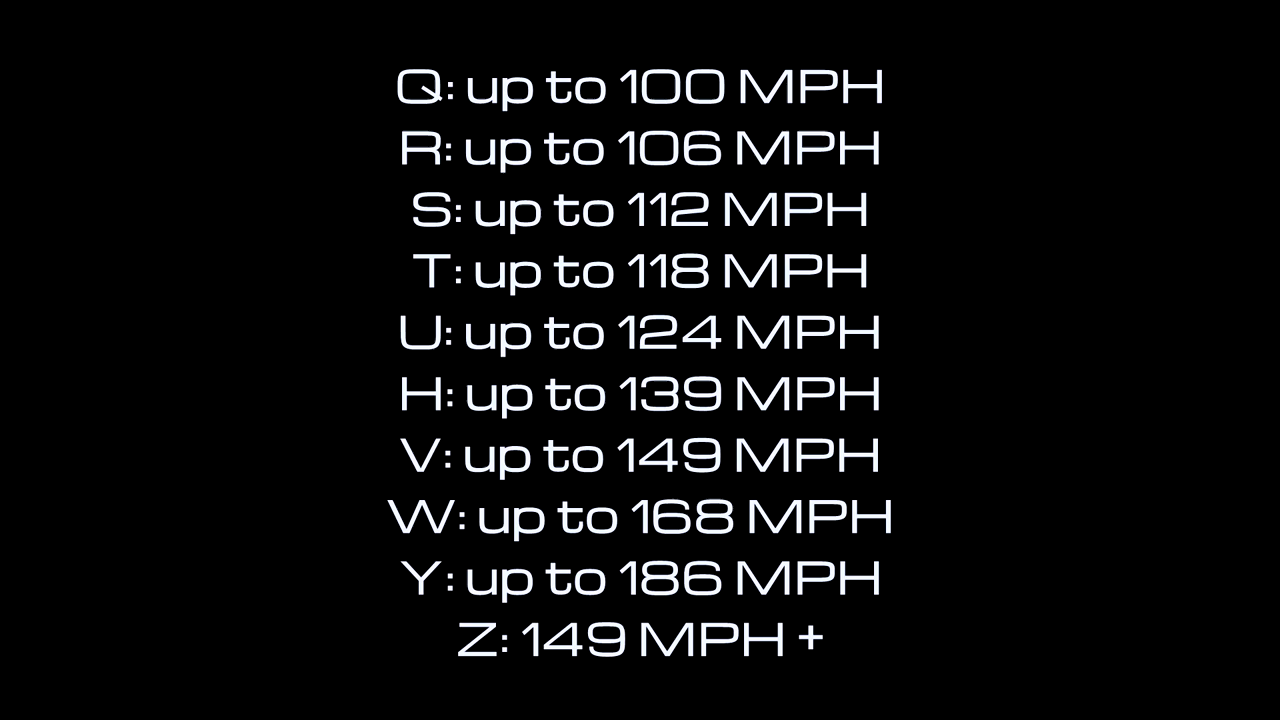 Q: up to 100 MPH
R: up to 106 MPH
S: up to 112 MPH
T: up to 118 MPH
U: up to 124 MPH
H: up to 139 MPH
V: up to 149 MPH
W: up to 168 MPH
Y: up to 186 MPH
Z: 149 MPH +